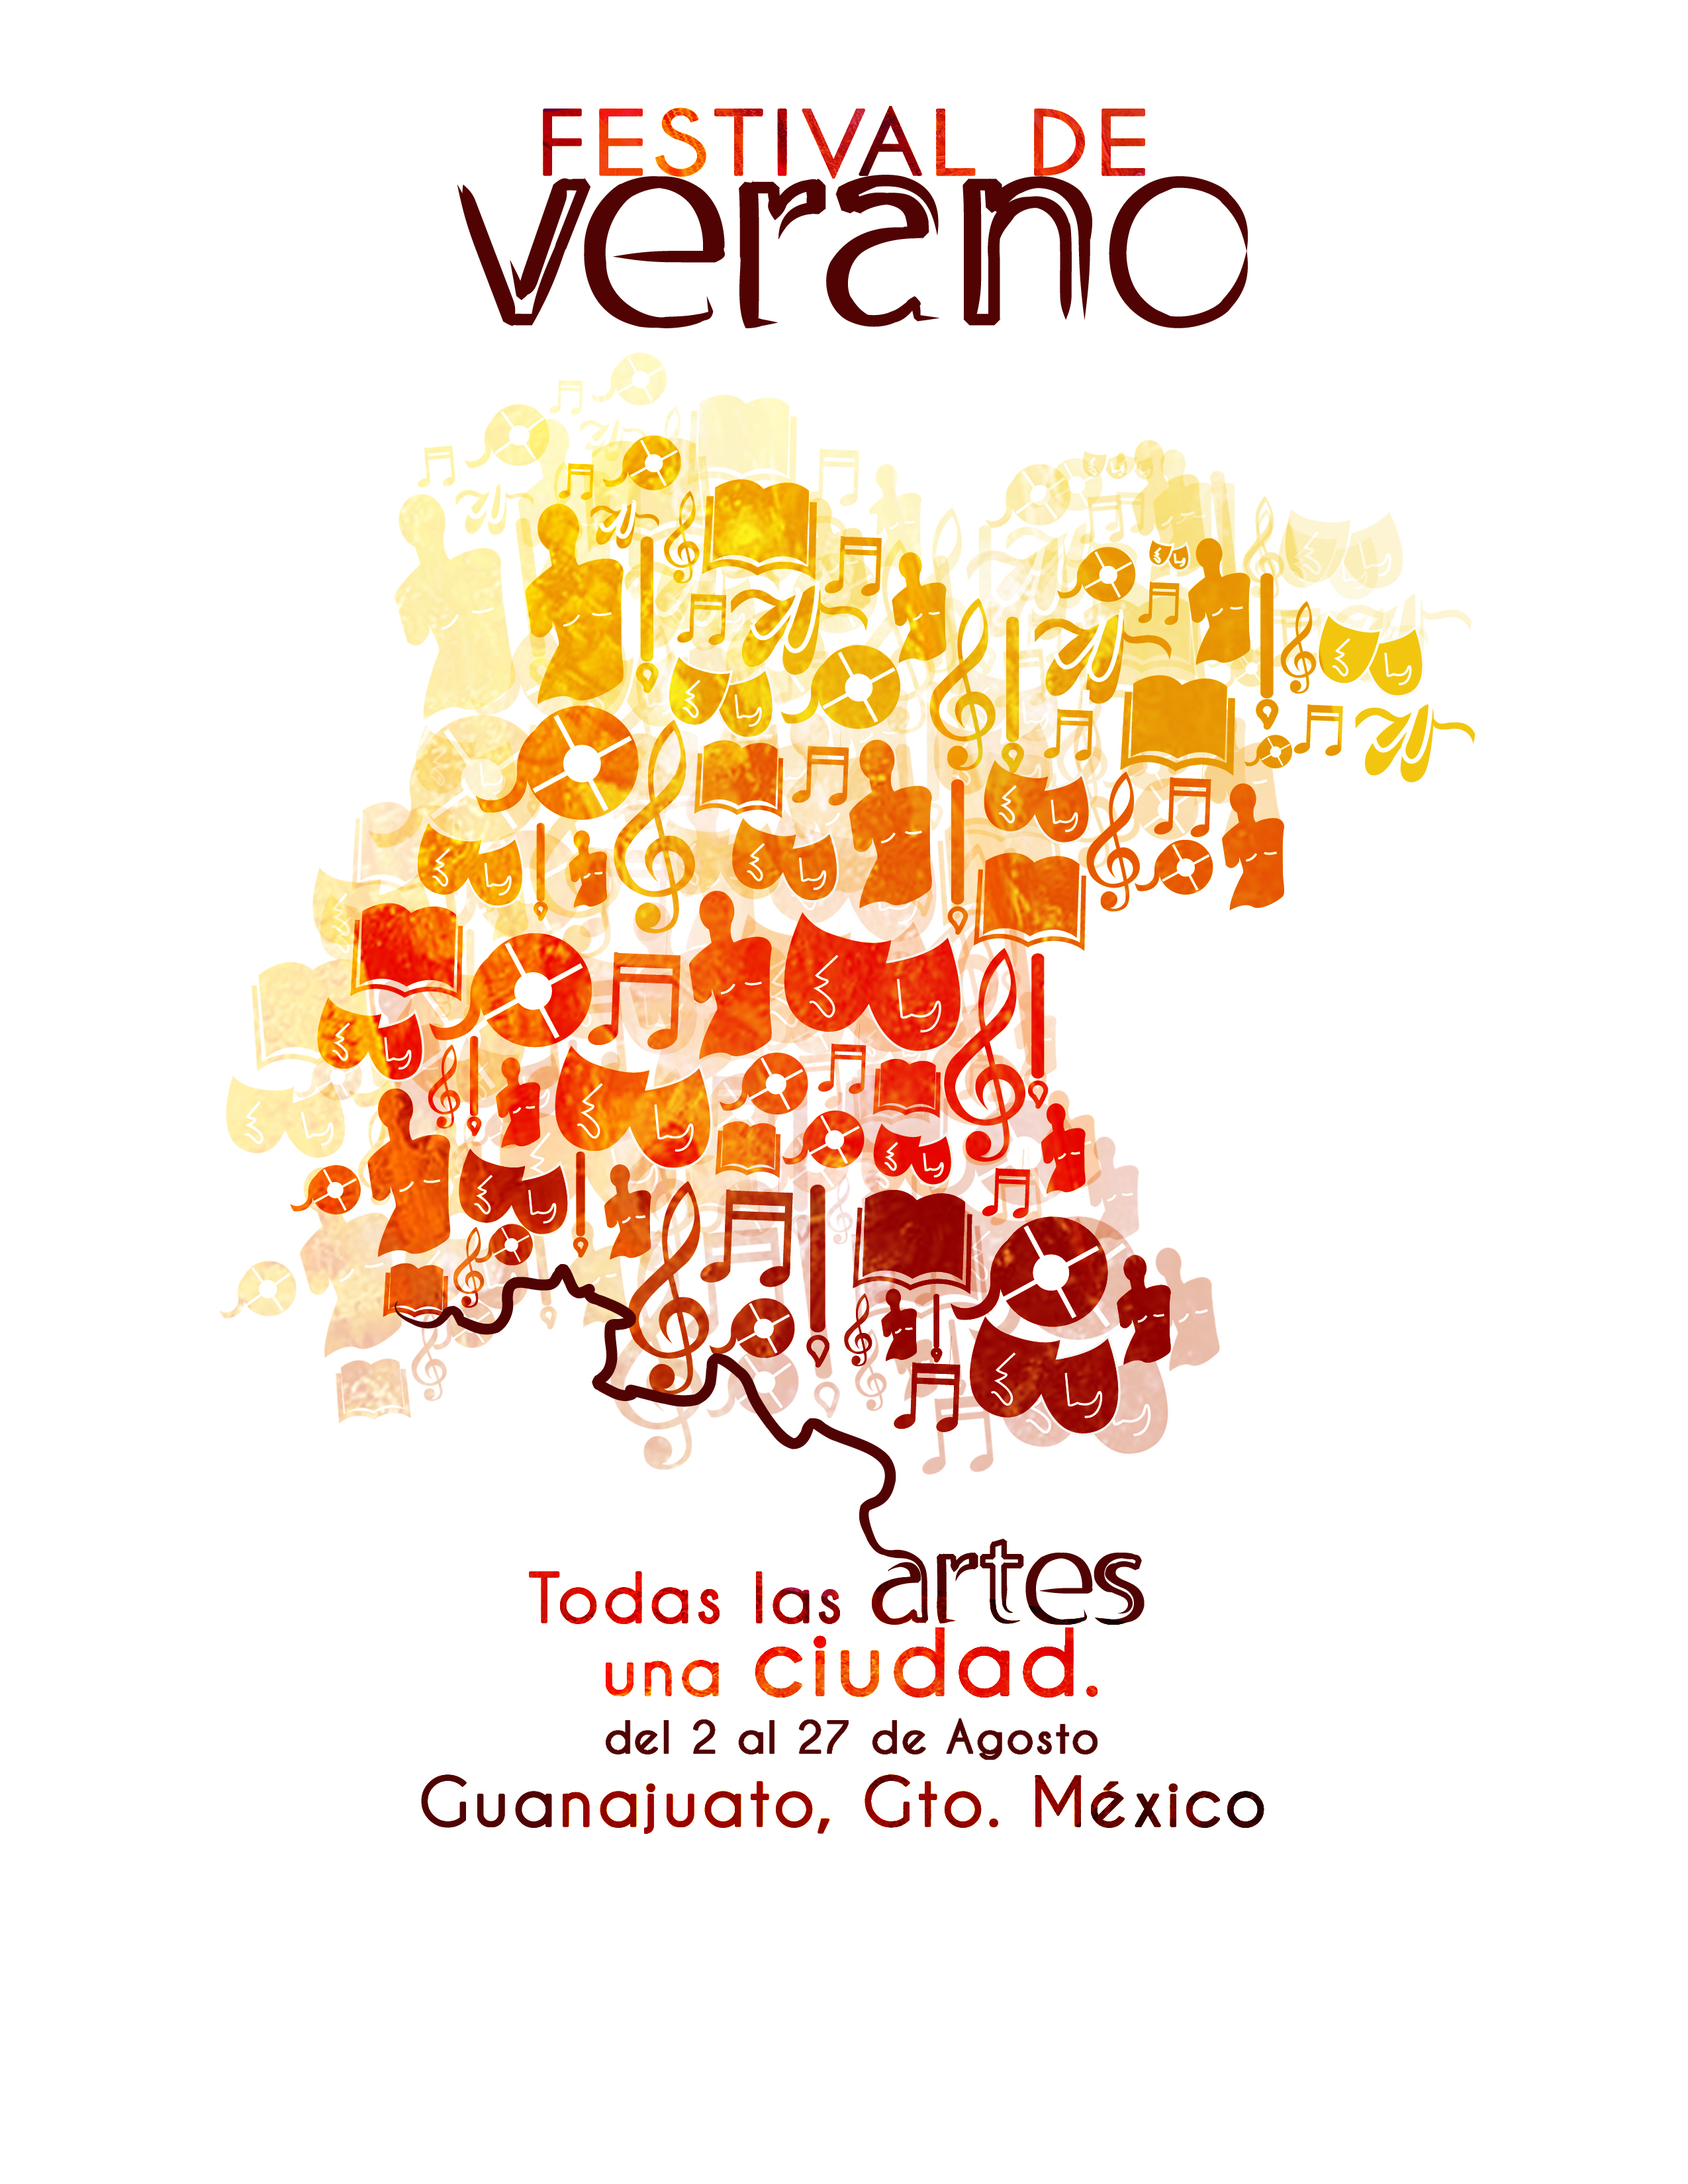 FESTIVAL DE
verano
Todas las artes
una ciudad.
del 2 al 27 de Agosto
Guanajuato, Gto. México